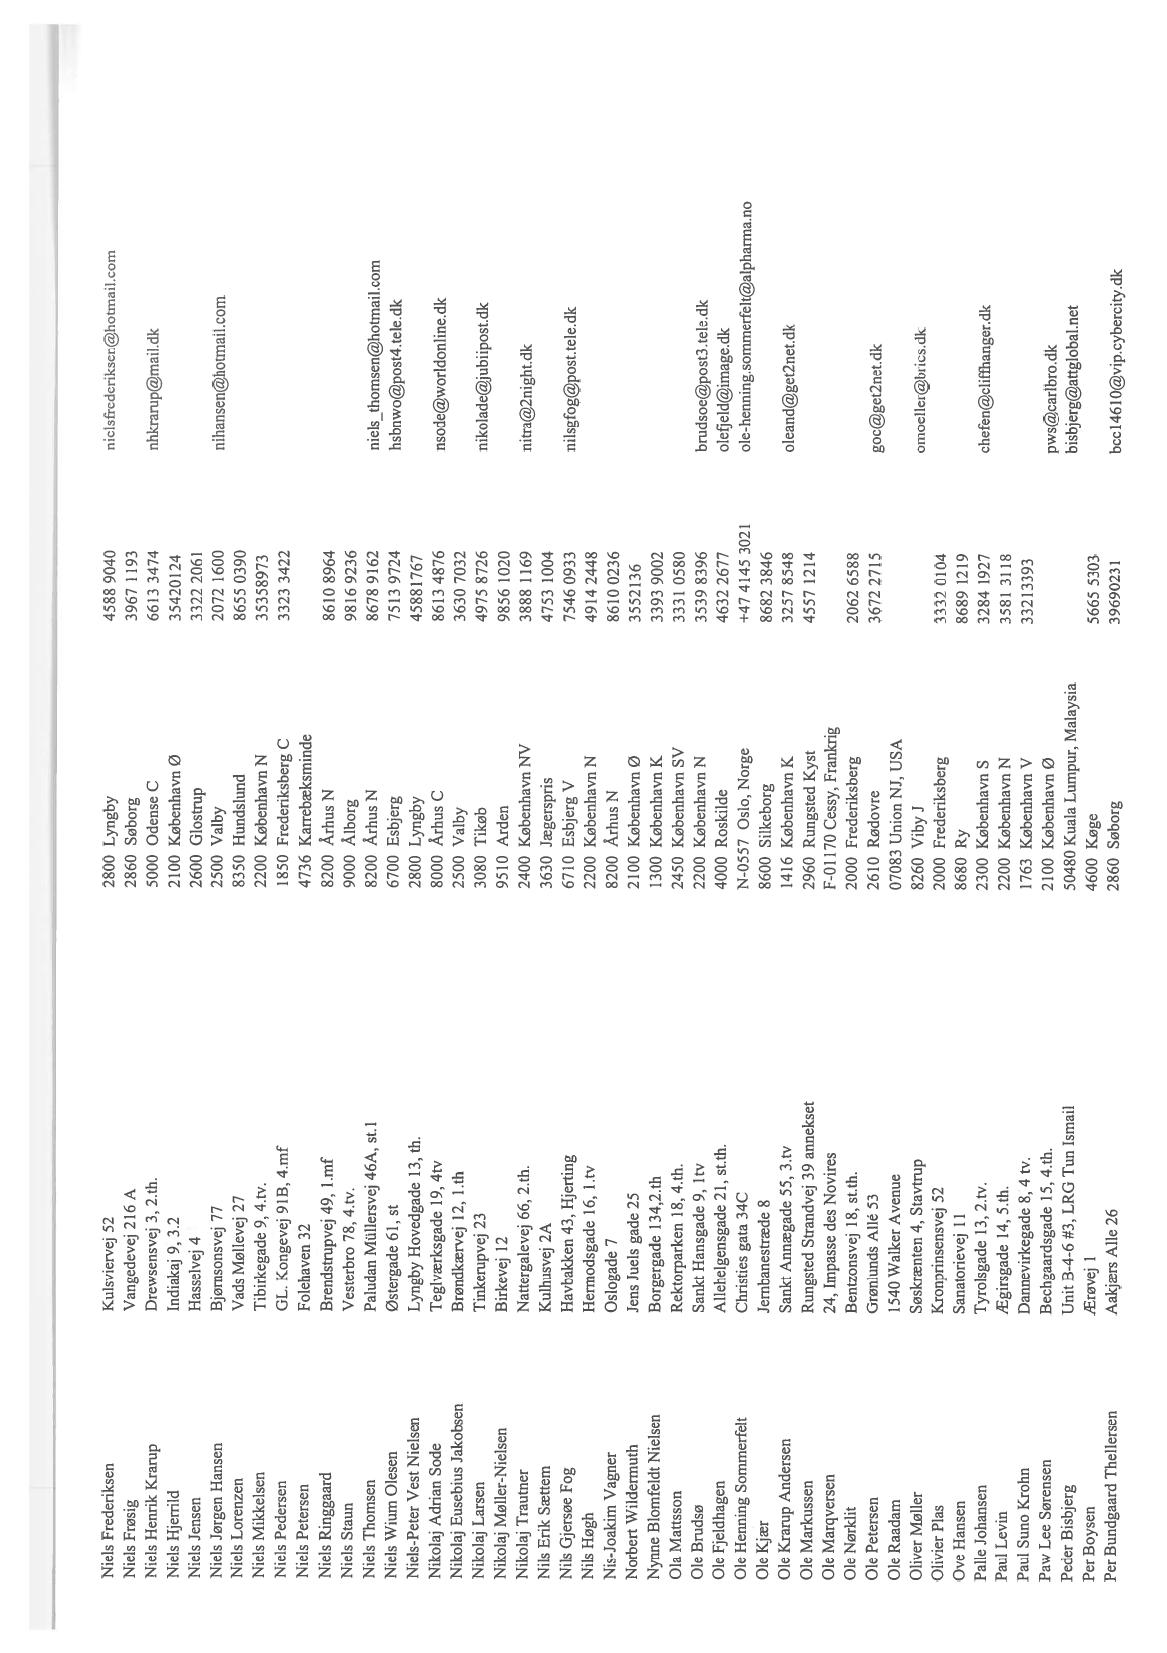 Niels Frederiksen Kulsviervej 52 2800 Lyngby 4588 9040 nielsfrederiksen@hotmail.com
Niels Frøsig Vangedevej 216 A 2860 Søborg 3967 1193
Niels Henrik Krarup Drewsensvej 3, 2.th. 5000 Odense C 6613 3474 nhkrarup@mail.dk
Niels Hjerrild Indiakaj 9, 3.2 2100 København Ø 35420124
Niels Jensen Hasselvej 4 2600 Glostrup 3322 2061
Niels Jørgen Hansen Bjørnsonsvej 77 2500 Valby 2072 1600 nihansen@hotmail.com
Niels Lorenzen Vads Møllevej 27 8350 Hundslund 8655 0390
Niels Mikkelsen Tibirkegade 9, 4.tv. 2200 København N 35358973
Niels Pedersen GL. Kongevej 91B, 4.mf 1850 Frederiksberg C 3323 3422
Niels Petersen Folehaven 32 4736 Karrebæksminde
Niels Ringgaard Brendstrupvej 49, 1.mf 8200 Århus N 8610 8964
Niels Staun Vesterbro 78, 4.tv. 9000 Ålborg 9816 9236
Niels Thomsen Paludan Müllersvej 46A, st.1 8200 Århus N 8678 9162 niels_thomsen@hotmail.com
Niels Wium Olesen Østergade 61, st 6700 Esbjerg 7513 9724 hsbnwo@post4.tele.dk
Niels-Peter Vest Nielsen Lyngby Hovedgade 13, th. 2800 Lyngby 45881767
Nikolaj Adrian Sode Teglværksgade 19, 4tv 8000 Århus C 8613 4876 nsode@worldonline.dk
Nikolaj Eusebius Jakobsen Brøndkærvej 12, 1.th 2500 Valby 3630 7032
Nikolaj Larsen Tinkerupvej 23 3080 Tikøb 4975 8726 nikolade@jubiipost.dk
Nikolaj Møller-Nielsen Birkevej 12 9510 Arden 9856 1020
Nikolaj Trautner Nattergalevej 66, 2.th. 2400 København NV 3888 1169 nitra@2night.dk
Nils Erik Sættem Kulhusvej 2A 3630 Jægerspris 4753 1004
Nils Gjersøe Fog Havbakken 43, Hjerting 6710 Esbjerg V 7546 0933 nilsgfog@post.tele.dk
Nils Høgh Hermodsgade 16, 1.tv 2200 København N 4914 2448
Nis-Joakim Vagner Oslogade 7 8200 Århus N 8610 0236
Norbert Wildermuth Jens Juels gade 25 2100 København Ø 3552136
Nynne Blomfeldt Nielsen Borgergade 134,2.th 1300 København K 3393 9002
Ola Mattsson Rektorparken 18, 4.th. 2450 København SV 3331 0580
Ole Brudsø Sankt Hansgade 9, 1tv 2200 København N 3539 8396 brudsoe@post3.tele.dk
Ole Fjeldhagen Allehelgensgade 21, st.th. 4000 Roskilde 4632 2677 olefjeld@image.dk
Ole Henning Sommerfelt Christies gata 34C N-0557 Oslo, Norge +47 4145 3021 ole-henning.sommerfelt@alpharma.no
Ole Kjær Jernbanestræde 8 8600 Silkeborg 8682 3846
Ole Krarup Andersen Sankt Annægade 55, 3.tv 1416 København K 3257 8548 oleand@get2net.dk
Ole Markussen Rungsted Strandvej 39 annekset 2960 Rungsted Kyst 4557 1214
Ole Marqversen 24, Impasse des Novires F-01170 Cessy, Frankrig
Ole Nørklit Bentzonsvej 18, st.th. 2000 Frederiksberg 2062 6588
Ole Petersen Grønlunds Allé 53 2610 Rødovre 3672 2715 goc@get2net.dk
Ole Raadam 1540 Walker Avenue 07083 Union NJ, USA
Oliver Møller Søskrænten 4, Stavtrup 8260 Viby J omoeller@brics.dk
Olivier Plas Kronprinsensvej 52 2000 Frederiksberg 3332 0104
Ove Hansen Sanatorievej 11 8680 Ry 8689 1219
Palle Johansen Tyrolsgade 13, 2.tv. 2300 København S 3284 1927 chefen@cliffhanger.dk
Paul Levin Ægirsgade 14, 5.th. 2200 København N 3581 3118
Paul Suno Krohn Dannevirkegade 8, 4 tv. 1763 København V 33213393
Paw Lee Sørensen Bechgaardsgade 15, 4.th. 2100 København Ø pws@carlbro.dk
Peder Bisbjerg Unit B-4-6 #3, LRG Tun Ismail 50480 Kuala Lumpur, Malaysia bisbjerg@attglobal.net
Per Boysen Ærøvej 1 4600 Køge 5665 5303
Per Bundgaard Thellersen Aakjærs Alle 26 2860 Søborg 39690231 bcc14610@vip.cybercity.dk